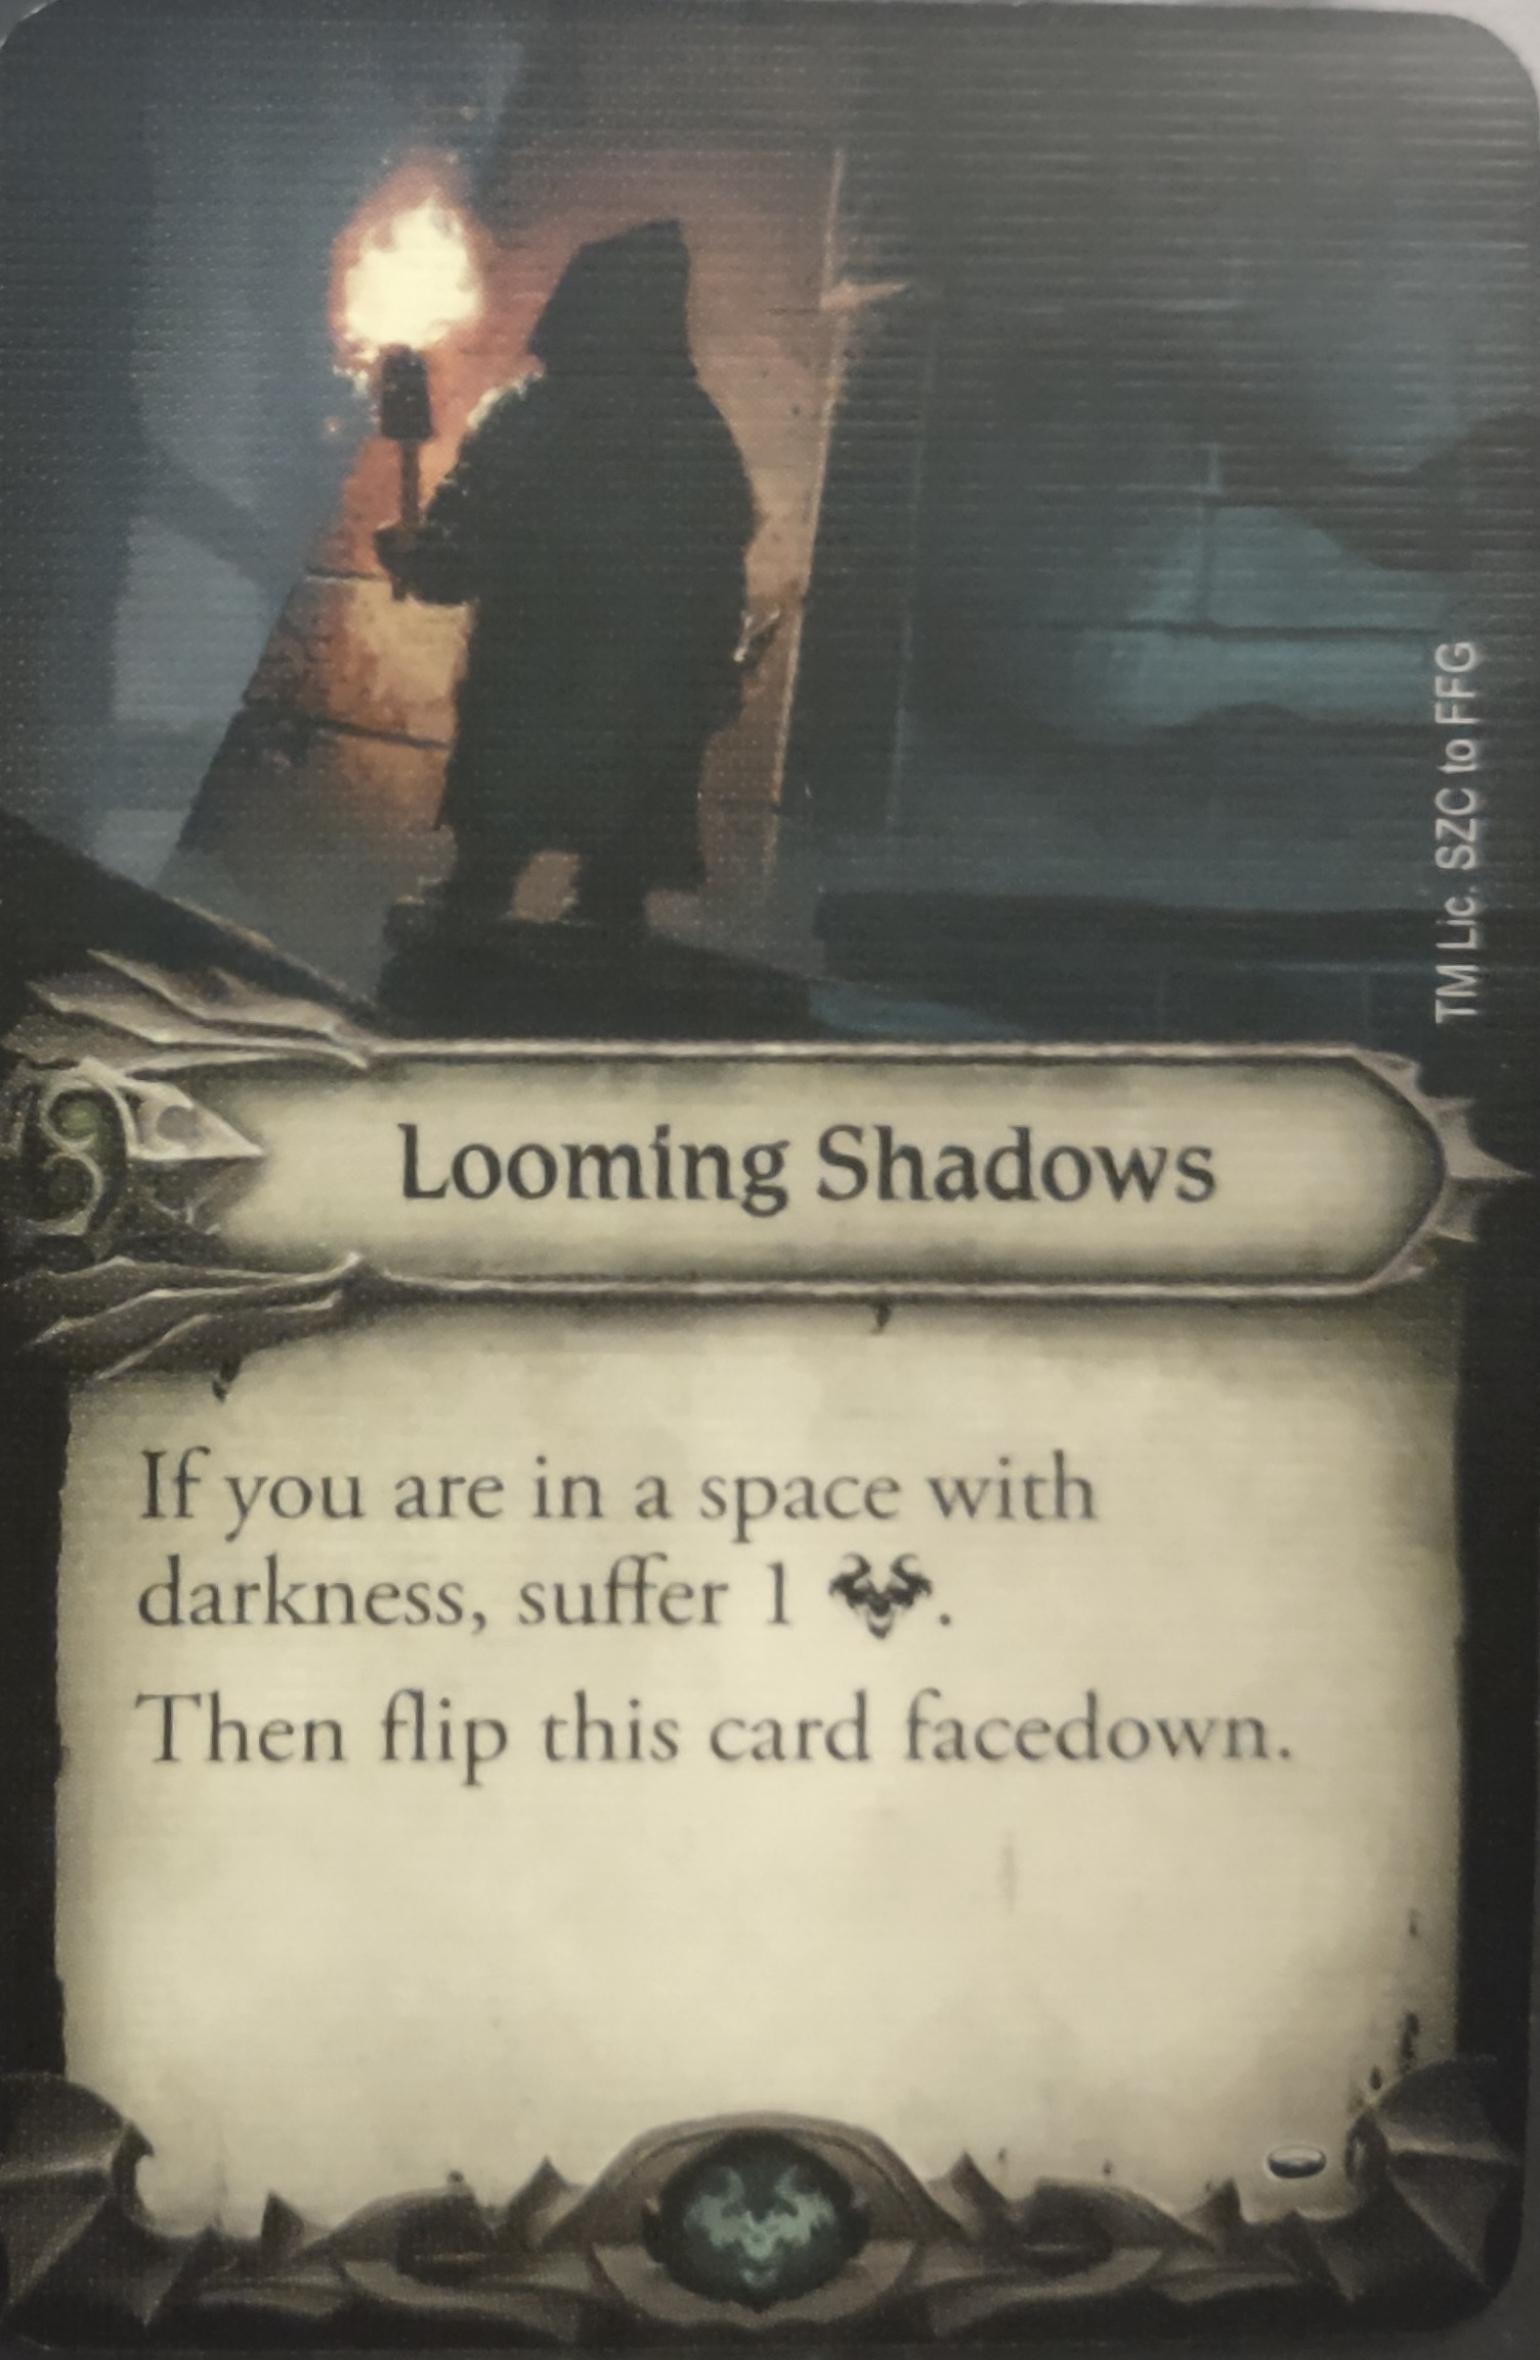 TM Lic. SZC to FFG
Looming Shadows
If you are in a space with
darkness, suffer 1 .
Then flip this card facedown.